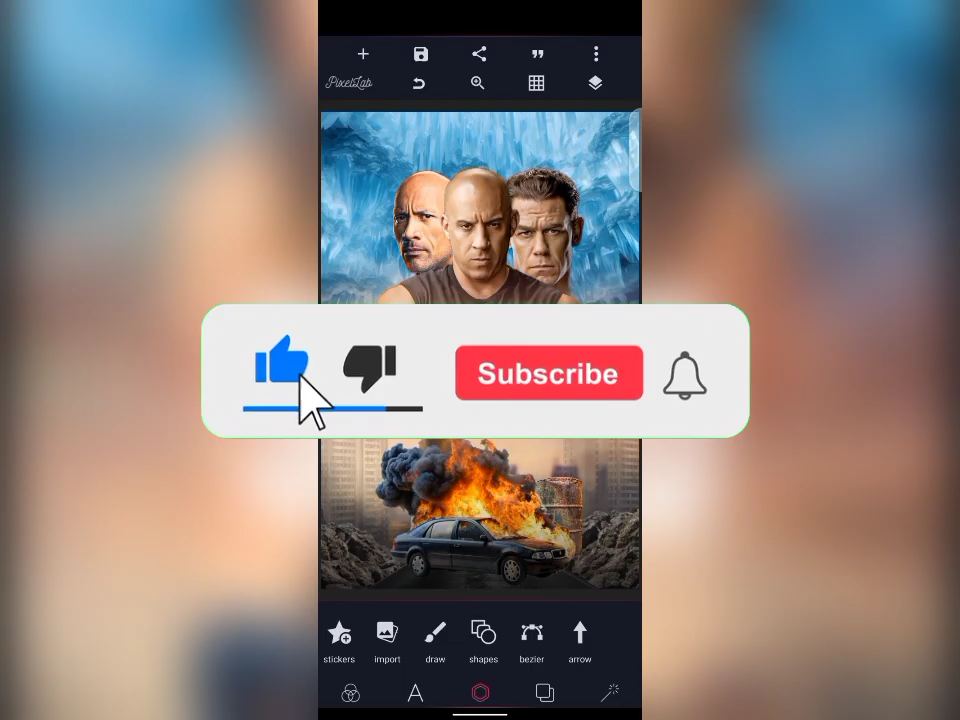 PixelLab
Subscribe
stickers
import
draw
shapes
bezier
arrow